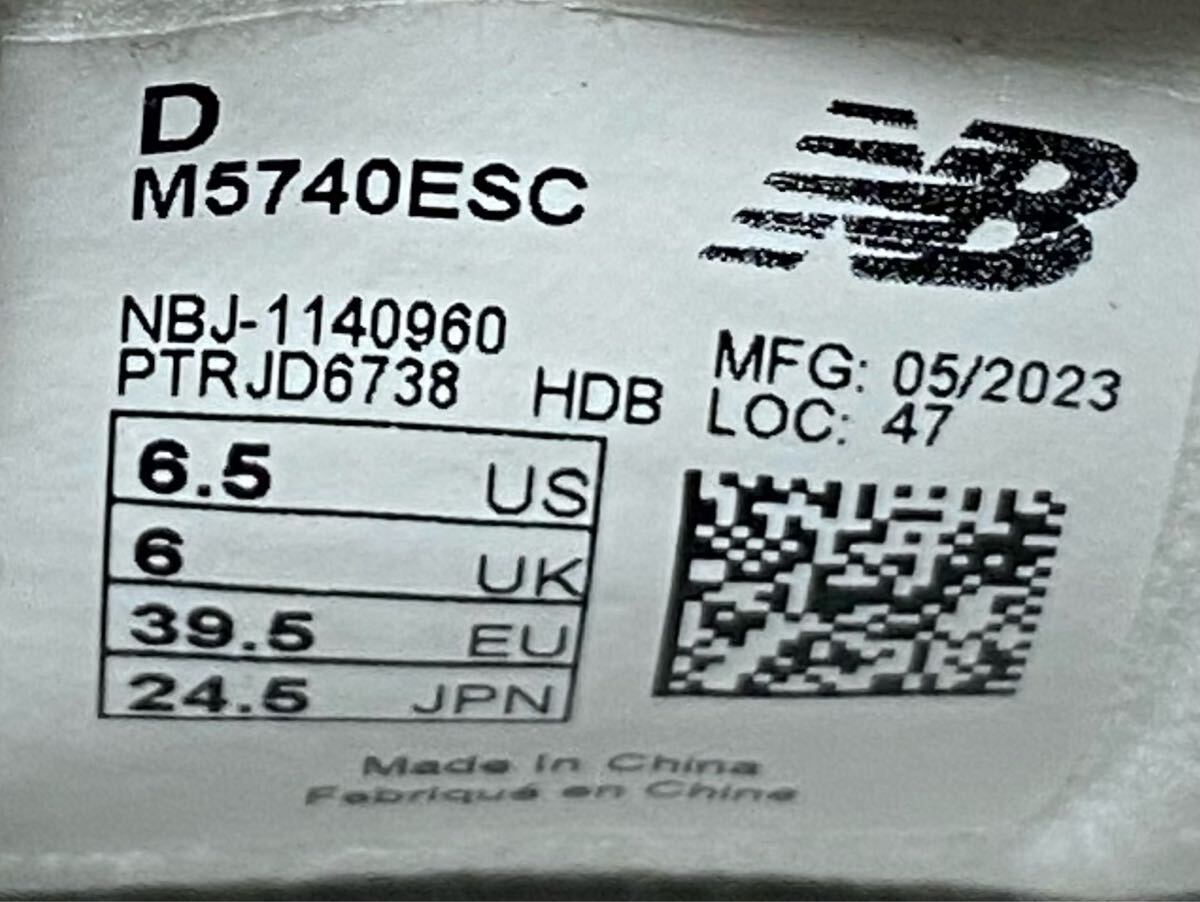 D
M5740ESC
NB
NBJ-1140960
PTRJD6738 HDB
MFG: 05/2023
LOC: 47
6.5 US
6 UK
39.5 EU
24.5 JPN
Made in China
Fabriqué en Chine